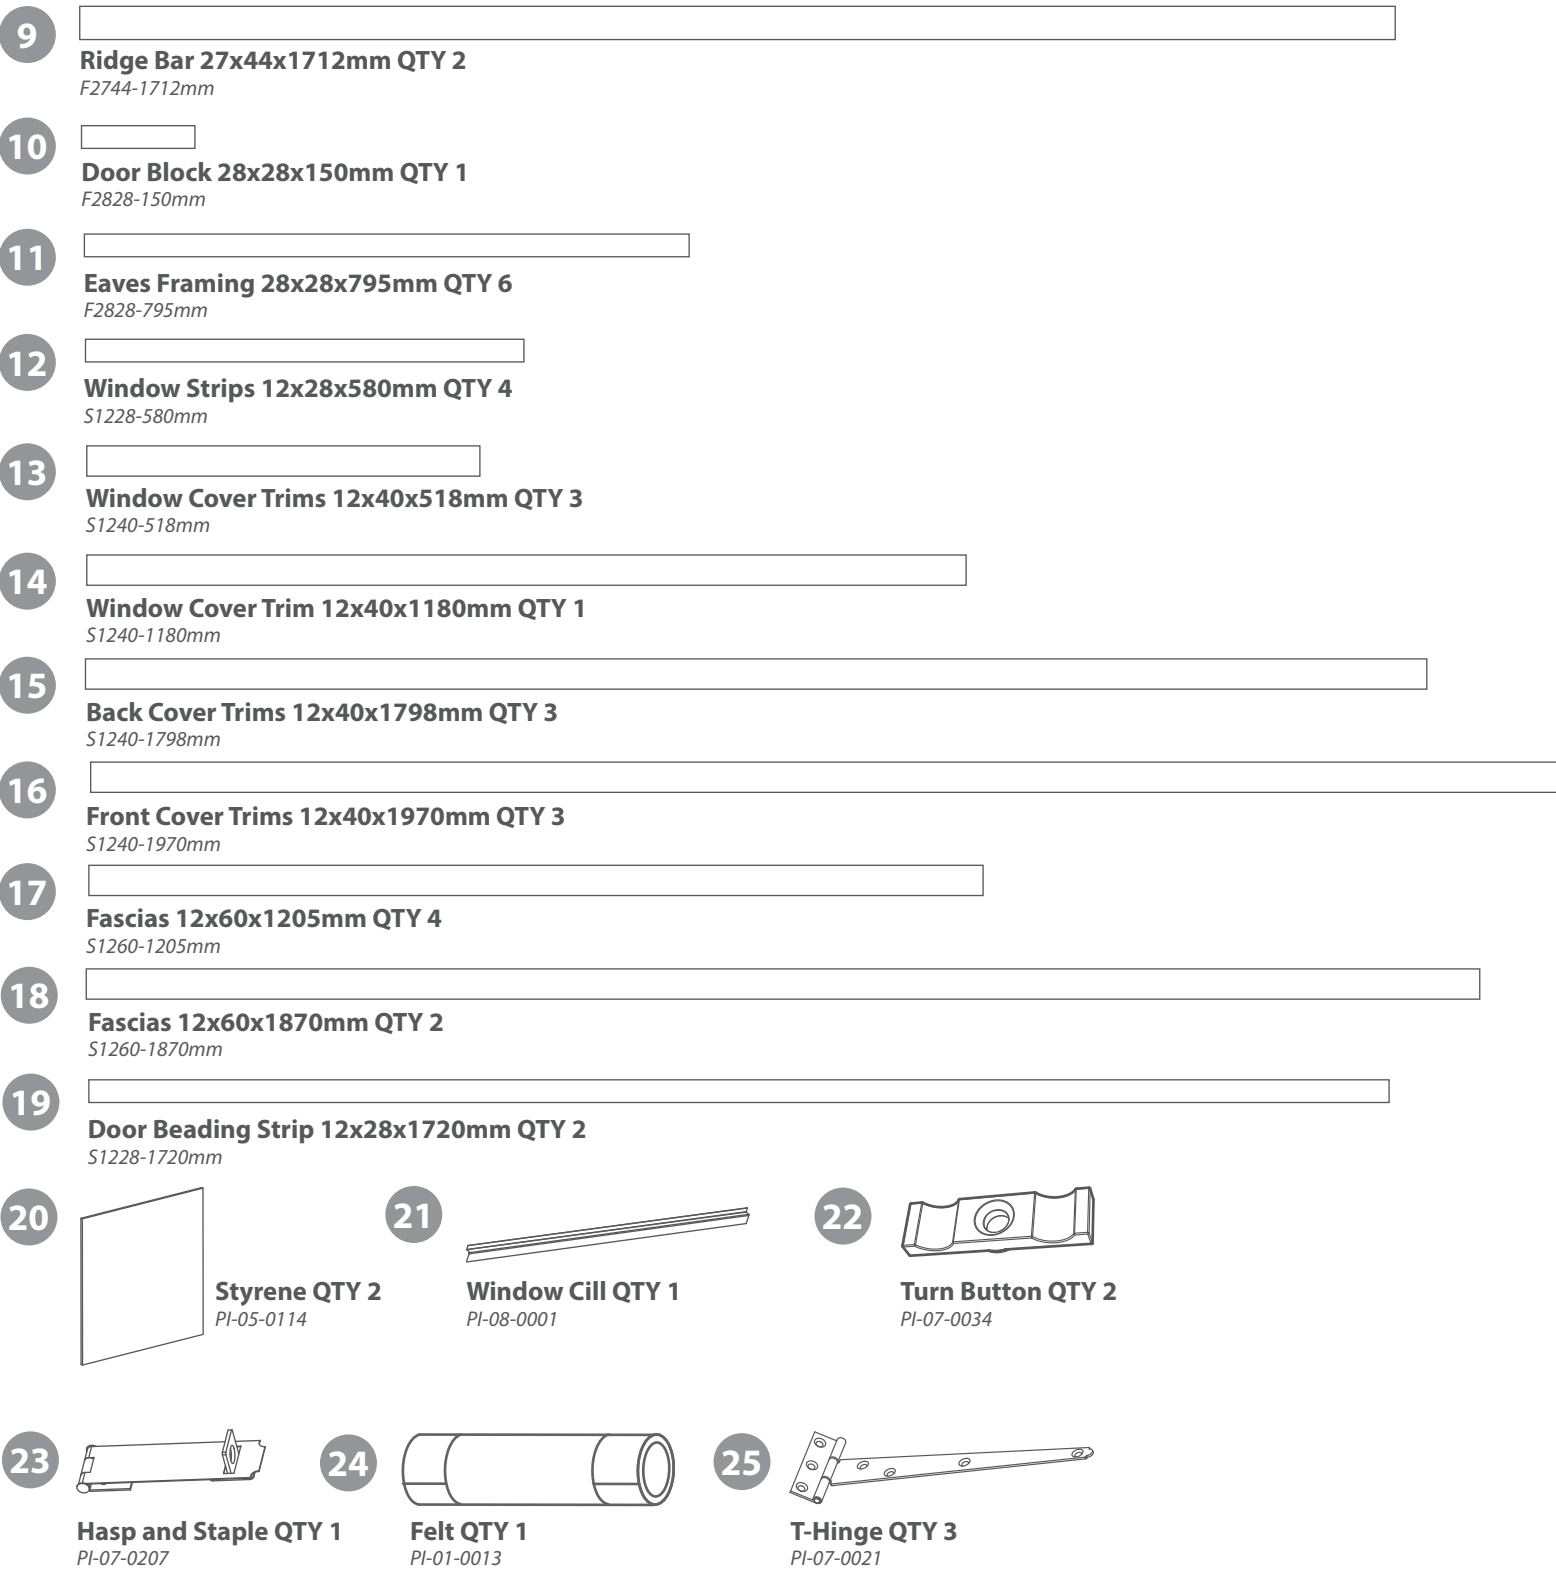 9
Ridge Bar 27x44x1712mm QTY 2
F2744-1712mm
10
Door Block 28x28x150mm QTY 1
F2828-150mm
11
Eaves Framing 28x28x795mm QTY 6
F2828-795mm
12
Window Strips 12x28x580mm QTY 4
S1228-580mm
13
Window Cover Trims 12x40x518mm QTY 3
S1240-518mm
14
Window Cover Trim 12x40x1180mm QTY 1
S1240-1180mm
15
Back Cover Trims 12x40x1798mm QTY 3
S1240-1798mm
16
Front Cover Trims 12x40x1970mm QTY 3
S1240-1970mm
17
Fascias 12x60x1205mm QTY 4
S1260-1205mm
18
Fascias 12x60x1870mm QTY 2
S1260-1870mm
19
Door Beading Strip 12x28x1720mm QTY 2
S1228-1720mm
20
Styrene QTY 2
PI-05-0114
21
Window Cill QTY 1
PI-08-0001
22
Turn Button QTY 2
PI-07-0034
23
Hasp and Staple QTY 1
PI-07-0207
24
Felt QTY 1
PI-01-0013
25
T-Hinge QTY 3
PI-07-0021